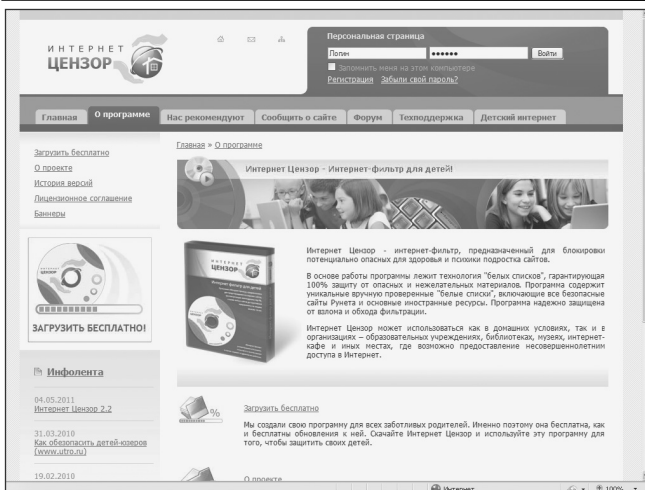 ИНТЕРНЕТ
ЦЕНЗОР
Персональная страница
Логин
Войти
Запомнить меня на этом компьютере
Регистрация Забыли свой пароль?
Главная О программе Нас рекомендуют Сообщить о сайте Форум Техподдержка Детский интернет
Загрузить бесплатно
О проекте
История версий
Лицензионное соглашение
Баннеры
ЗАГРУЗИТЬ БЕСПЛАТНО!
Инфолента
04.05.2011
Интернет Цензор 2.2
31.03.2010
Как обезопасить детей-юзеров
(www.utro.ru)
19.02.2010
Главная » О программе
Интернет Цензор - Интернет-фильтр для детей!
ИНТЕРНЕТ
ЦЕНЗОР
Интернет Цензор - интернет-фильтр, предназначенный для блокировки
потенциально опасных для здоровья и психики подростка сайтов.
В основе работы программы лежит технология "белых списков", гарантирующая
100% защиту от опасных и нежелательных материалов. Программа содержит
уникальные вручную проверенные "белые списки", включающие все безопасные
сайты Рунета и основные иностранные ресурсы. Программа надежно защищена
от взлома и обхода фильтрации.
Интернет Цензор может использоваться как в домашних условиях, так и в
организациях – образовательных учреждениях, библиотеках, музеях, интернет-
кафе и иных местах, где возможно предоставление несовершеннолетним
доступа в Интернет.
Загрузить бесплатно
Мы создали свою программу для всех заботливых родителей. Именно поэтому она бесплатна, как
и бесплатны обновления к ней. Скачайте Интернет Цензор и используйте эту программу для
того, чтобы защитить своих детей.
О проекте
Интернет
100%